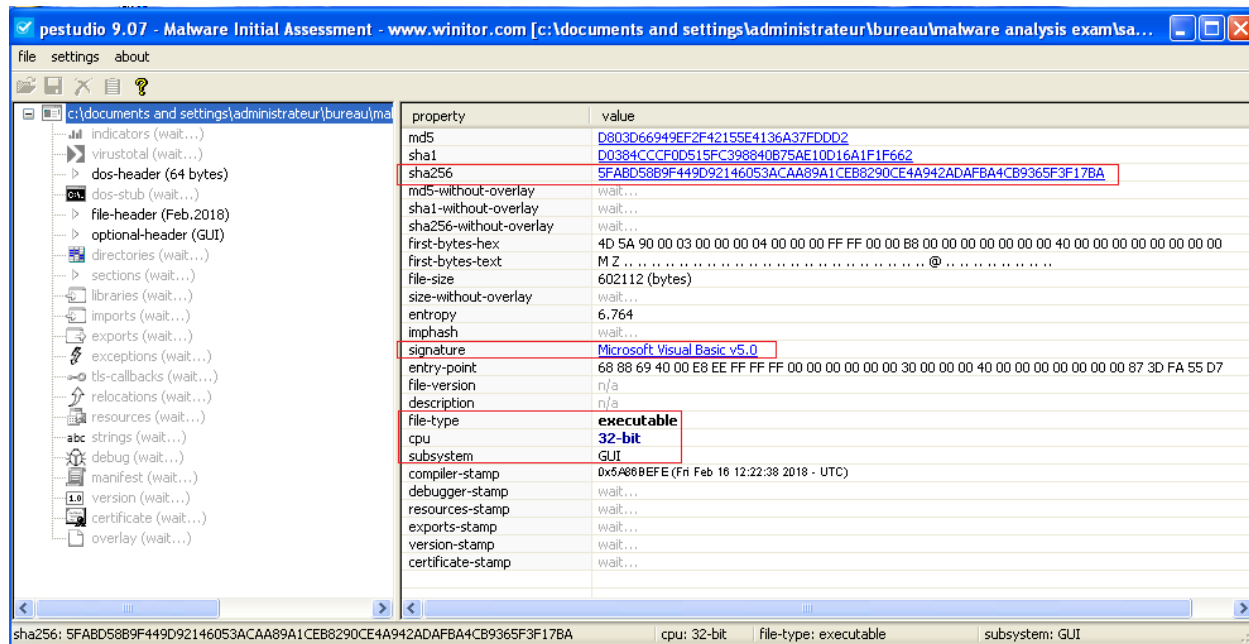 pestudio 9.07 - Malware Initial Assessment - www.winitor.com [c:\documents and settings\administrateur\bureau\malware analysis exam\sa...
file settings about
c:\documents and settings\administrateur\bureau\mal
indicators (wait...)
virustotal (wait...)
dos-header (64 bytes)
dos-stub (wait...)
file-header (Feb.2018)
optional-header (GUI)
directories (wait...)
sections (wait...)
libraries (wait...)
imports (wait...)
exports (wait...)
exceptions (wait...)
tls-callbacks (wait...)
relocations (wait...)
resources (wait...)
abc strings (wait...)
debug (wait...)
manifest (wait...)
1.0 version (wait...)
certificate (wait...)
overlay (wait...)
property value
md5 D803D66949EF2F42155E4136A37FDDD2
sha1 D0384CCCF0D515FC398840B75AE10D16A1F1F662
sha256 5FABD58B9F449D92146053ACAA89A1CEB8290CE4A942ADAFBA4CB9365F3F17BA
md5-without-overlay wait...
sha1-without-overlay wait...
sha256-without-overlay wait...
first-bytes-hex 4D 5A 90 00 03 00 00 00 04 00 00 00 FF FF 00 00 B8 00 00 00 00 00 00 00 40 00 00 00 00 00 00 00
first-bytes-text M Z .. .. .. .. .. .. .. .. .. .. .. .. .. .. .. .. .. .. .. .. @ .. .. .. .. .. .. ..
file-size 602112 (bytes)
size-without-overlay wait...
entropy 6.764
imphash wait...
signature Microsoft Visual Basic v5.0
entry-point 68 88 69 40 00 E8 EE FF FF FF 00 00 00 00 00 00 30 00 00 00 40 00 00 00 00 00 00 00 87 3D FA 55 D7
file-version n/a
description n/a
file-type executable
cpu 32-bit
subsystem GUI
compiler-stamp 0x5A86BEFE (Fri Feb 16 12:22:38 2018 - UTC)
debugger-stamp wait...
resources-stamp wait...
exports-stamp wait...
version-stamp wait...
certificate-stamp wait...
sha256: 5FABD58B9F449D92146053ACAA89A1CEB8290CE4A942ADAFBA4CB9365F3F17BA cpu: 32-bit file-type: executable subsystem: GUI